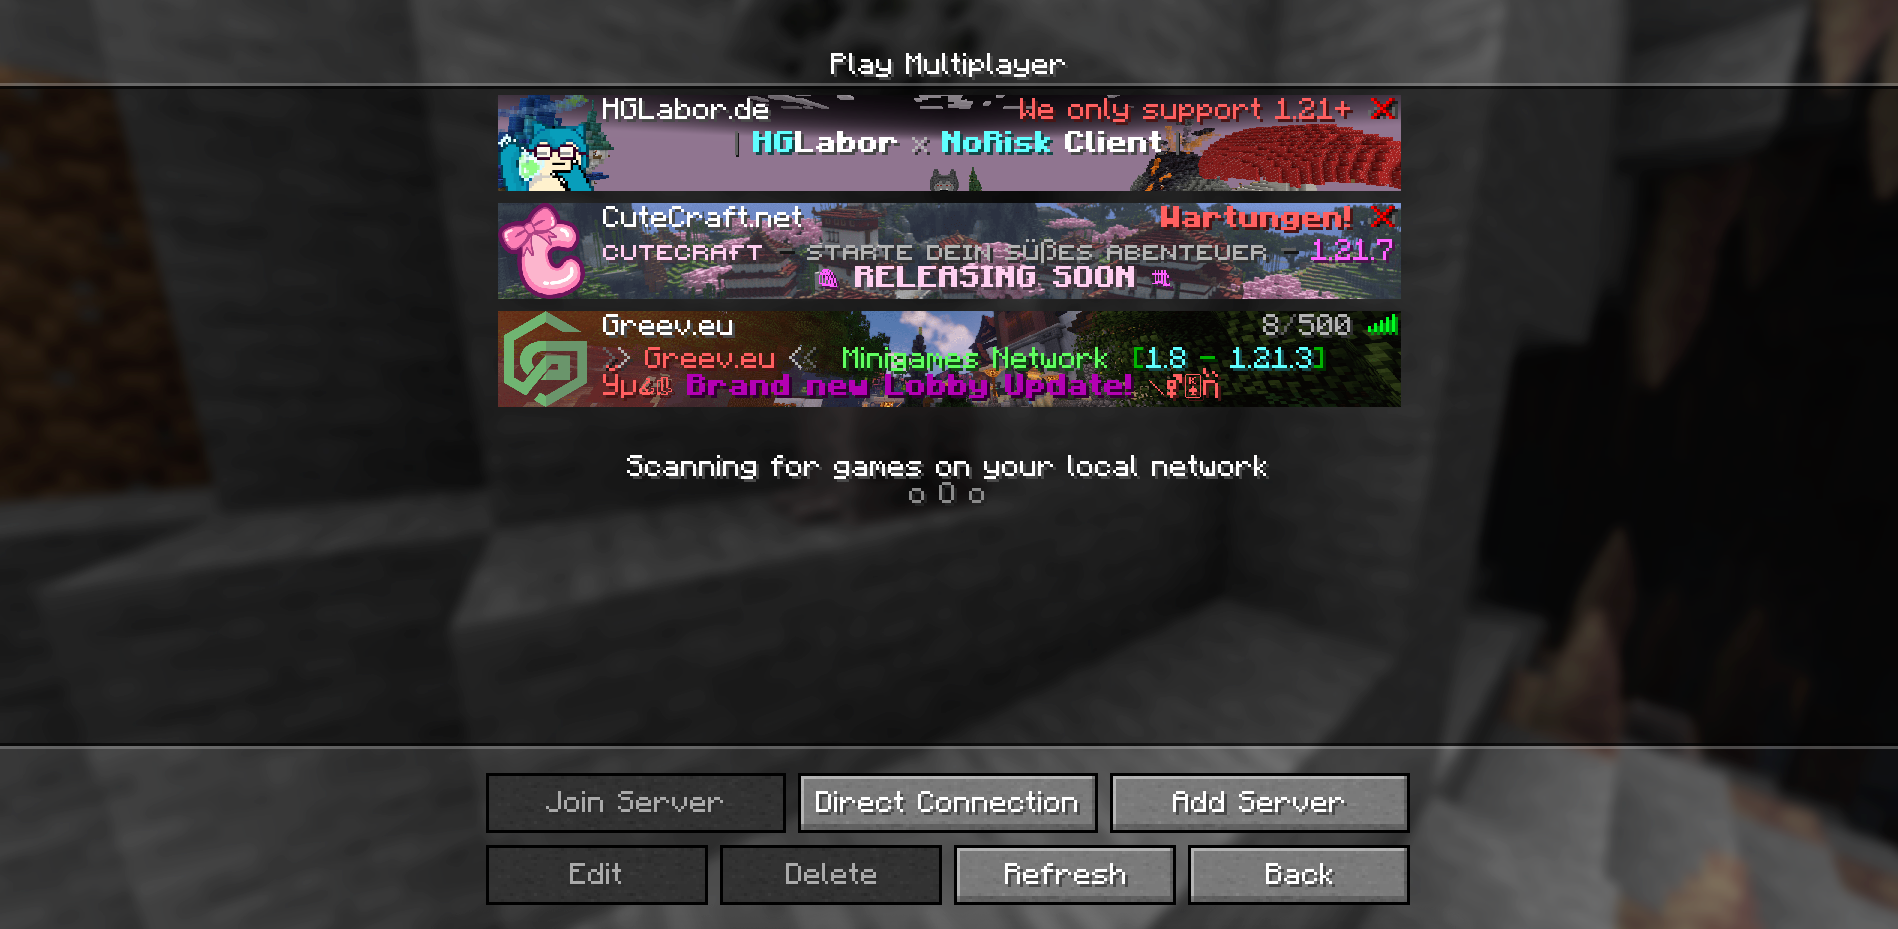 Play Multiplayer
HGLabor.de We only support 1.21+
| HGLabor x NoRisk Client |
CuteCraft.net Wartungen!
CUTECRAFT - STARTE DEIN SÜßES ABENTEUER - 1.21.7
RELEASING SOON
Greev.eu 8/500
>> Greev.eu << Minigames Network [1.8 - 1.21.3]
Brand new Lobby Update!
Scanning for games on your local network
o O o
Join Server Direct Connection Add Server
Edit Delete Refresh Back